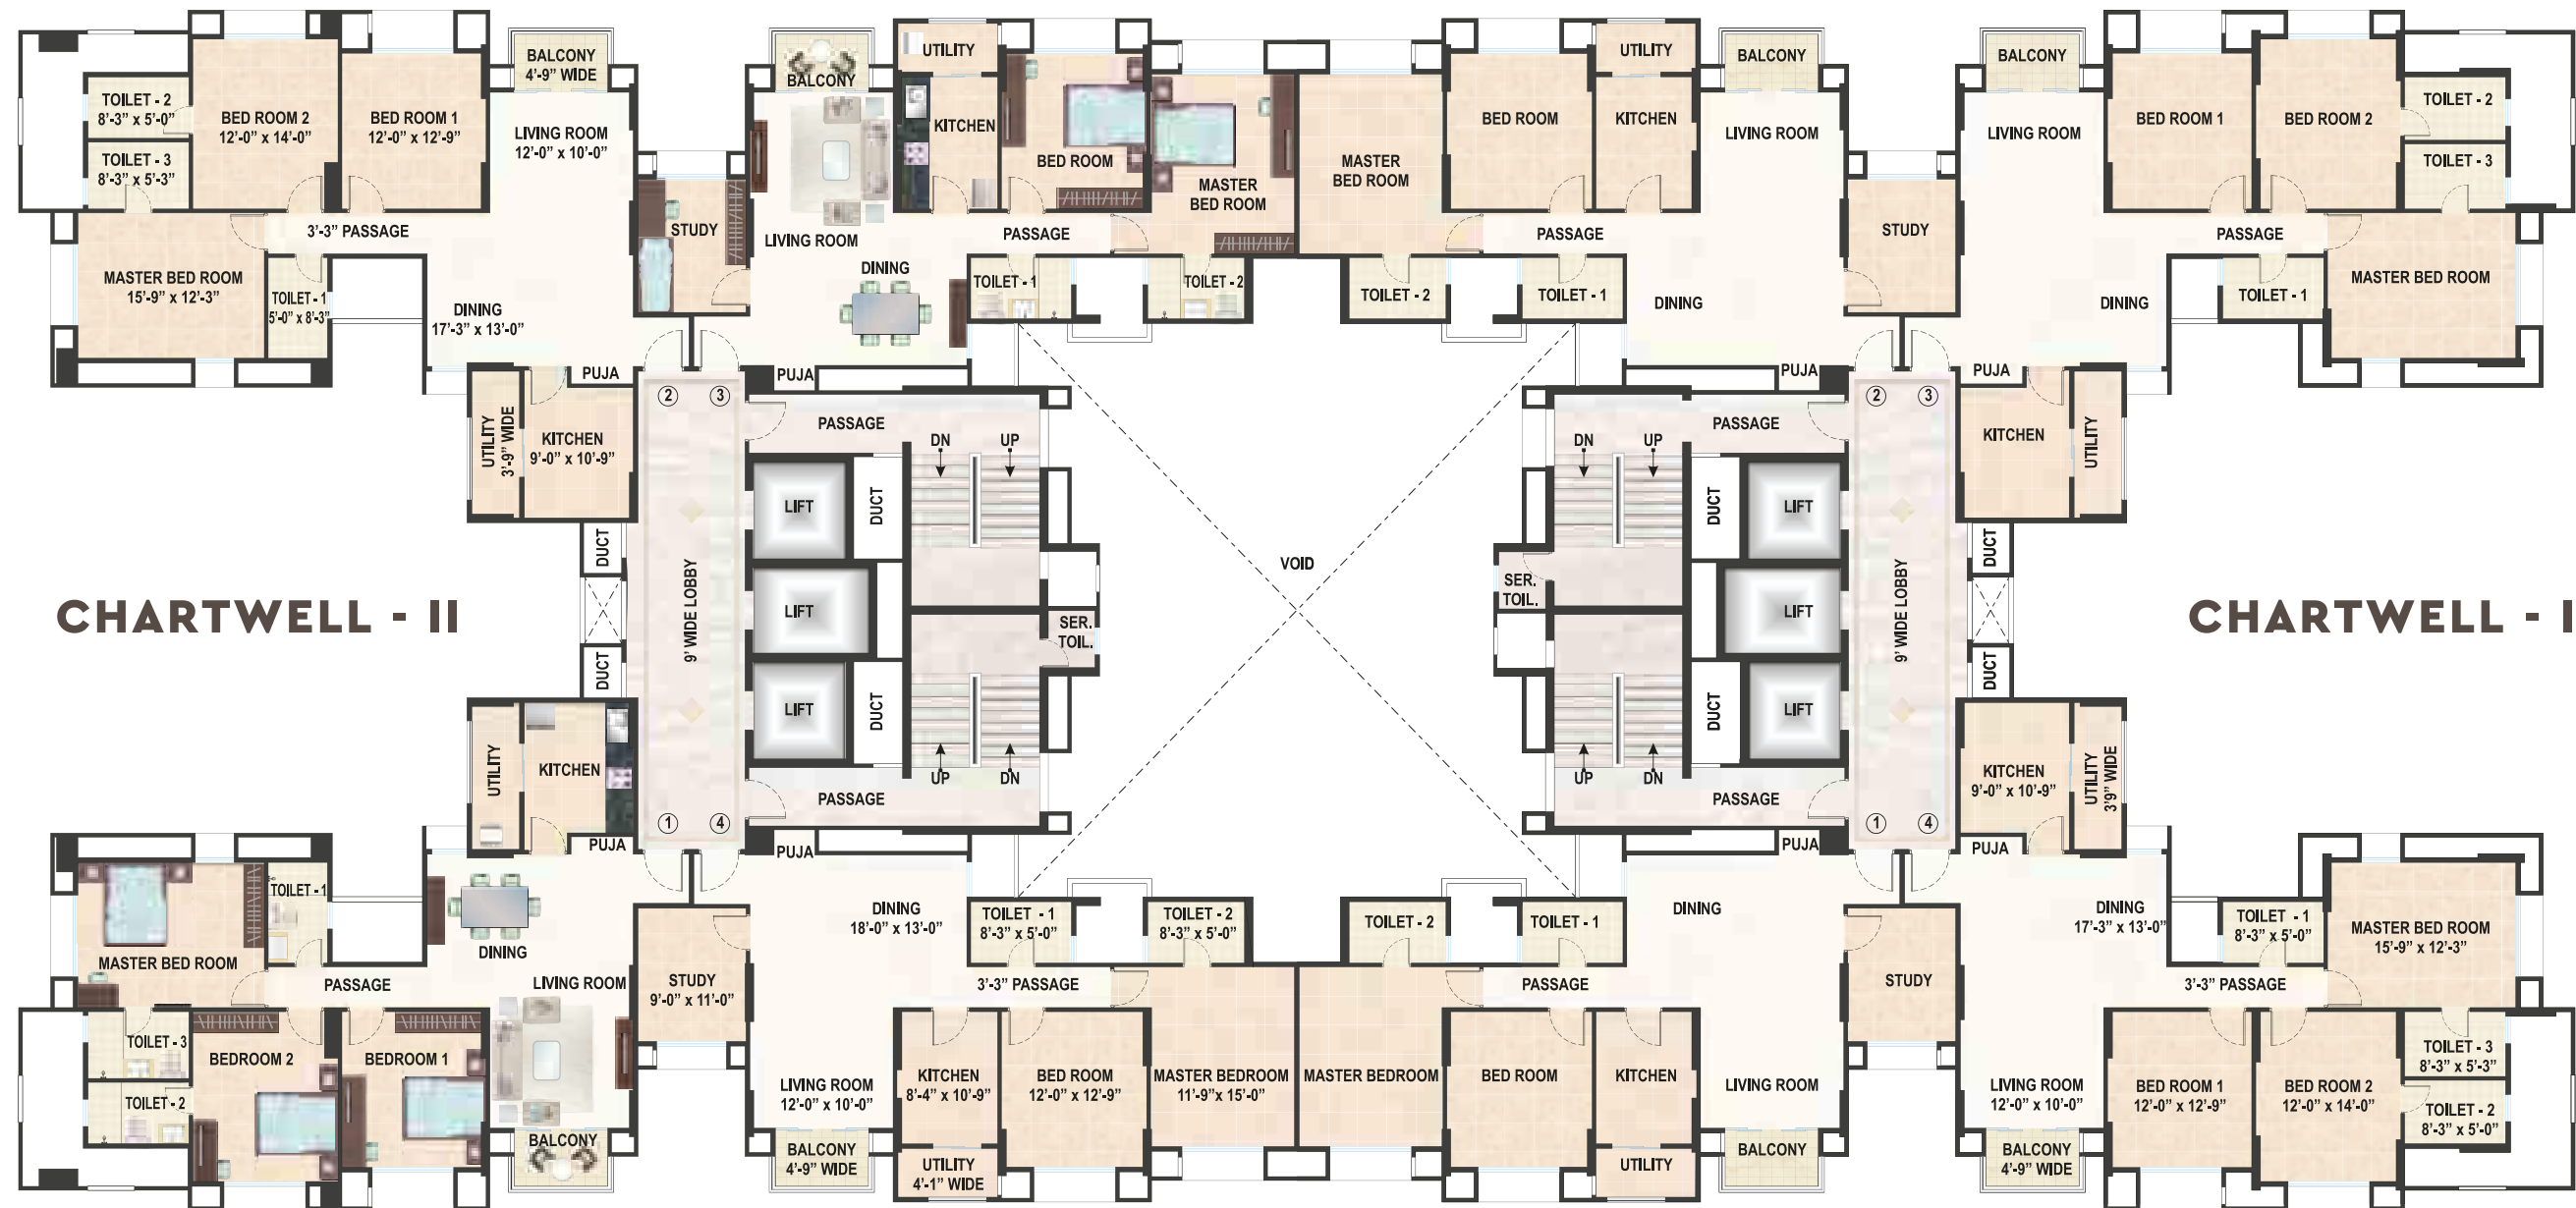 BALCONY
4'-9" WIDE
TOILET - 2
8'-3" x 5'-0"
BED ROOM 2
12'-0" x 14'-0"
BED ROOM 1
12'-0" x 12'-9"
LIVING ROOM
12'-0" x 10'-0"
TOILET - 3
8'-3" x 5'-3"
3'-3" PASSAGE
MASTER BED ROOM
15'-9" x 12'-3"
TOILET - 1
5'-0" x 8'-3"
DINING
17'-3" x 13'-0"
PUJA
UTILITY
3'-9" WIDE
KITCHEN
9'-0" x 10'-9"
BALCONY
UTILITY
KITCHEN
BED ROOM
MASTER
BED ROOM
STUDY
LIVING ROOM
PASSAGE
DINING
TOILET - 1
TOILET - 2
PUJA
MASTER
BED ROOM
BED ROOM
UTILITY
KITCHEN
BALCONY
LIVING ROOM
PASSAGE
TOILET - 2
TOILET - 1
DINING
PUJA
STUDY
BALCONY
LIVING ROOM
BED ROOM 1
BED ROOM 2
TOILET - 2
TOILET - 3
PASSAGE
MASTER BED ROOM
TOILET - 1
DINING
PUJA
KITCHEN
UTILITY
2
3
PASSAGE
DN
UP
LIFT
DUCT
DUCT
9' WIDE LOBBY
LIFT
SER.
TOIL.
DUCT
LIFT
DUCT
UP
DN
PASSAGE
1
4
CHARTWELL - II
VOID
2
3
PASSAGE
DN
UP
DUCT
LIFT
DUCT
SER.
TOIL.
LIFT
9' WIDE LOBBY
DUCT
LIFT
DUCT
UP
DN
PASSAGE
1
4
CHARTWELL - I
UTILITY
KITCHEN
PUJA
TOILET - 1
DINING
MASTER BED ROOM
PASSAGE
LIVING ROOM
TOILET - 3
BEDROOM 2
BEDROOM 1
TOILET - 2
BALCONY
PUJA
DINING
18'-0" x 13'-0"
TOILET - 1
8'-3" x 5'-0"
TOILET - 2
8'-3" x 5'-0"
STUDY
9'-0" x 11'-0"
3'-3" PASSAGE
LIVING ROOM
12'-0" x 10'-0"
KITCHEN
8'-4" x 10'-9"
BED ROOM
12'-0" x 12'-9"
MASTER BEDROOM
11'-9" x 15'-0"
BALCONY
4'-9" WIDE
UTILITY
4'-1" WIDE
PUJA
TOILET - 2
TOILET - 1
DINING
PASSAGE
MASTER BEDROOM
BED ROOM
KITCHEN
LIVING ROOM
UTILITY
BALCONY
STUDY
KITCHEN
9'-0" x 10'-9"
UTILITY
3'9" WIDE
PUJA
DINING
17'-3" x 13'-0"
TOILET - 1
8'-3" x 5'-0"
MASTER BED ROOM
15'-9" x 12'-3"
3'-3" PASSAGE
LIVING ROOM
12'-0" x 10'-0"
BED ROOM 1
12'-0" x 12'-9"
BED ROOM 2
12'-0" x 14'-0"
TOILET - 3
8'-3" x 5'-3"
TOILET - 2
8'-3" x 5'-0"
BALCONY
4'-9" WIDE